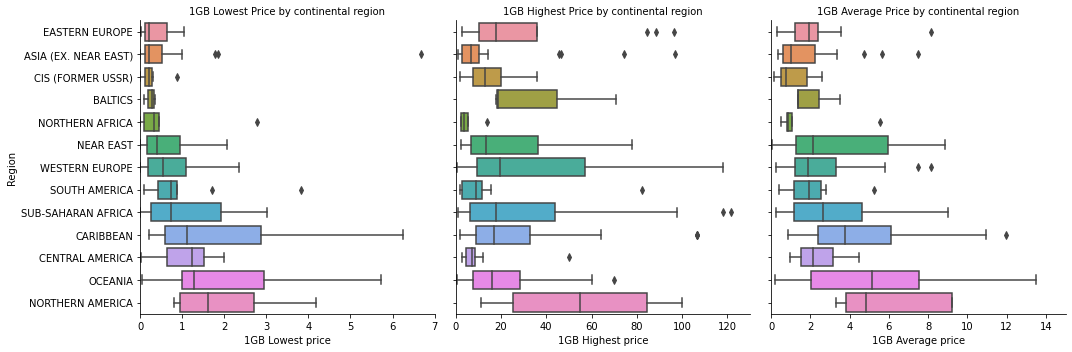 1GB Lowest Price by continental region
1GB Highest Price by continental region
1GB Average Price by continental region
Region
EASTERN EUROPE
ASIA (EX. NEAR EAST)
CIS (FORMER USSR)
BALTICS
NORTHERN AFRICA
NEAR EAST
WESTERN EUROPE
SOUTH AMERICA
SUB-SAHARAN AFRICA
CARIBBEAN
CENTRAL AMERICA
OCEANIA
NORTHERN AMERICA
0 1 2 3 4 5 6 7
0 20 40 60 80 100 120
0 2 4 6 8 10 12 14
1GB Lowest price
1GB Highest price
1GB Average price